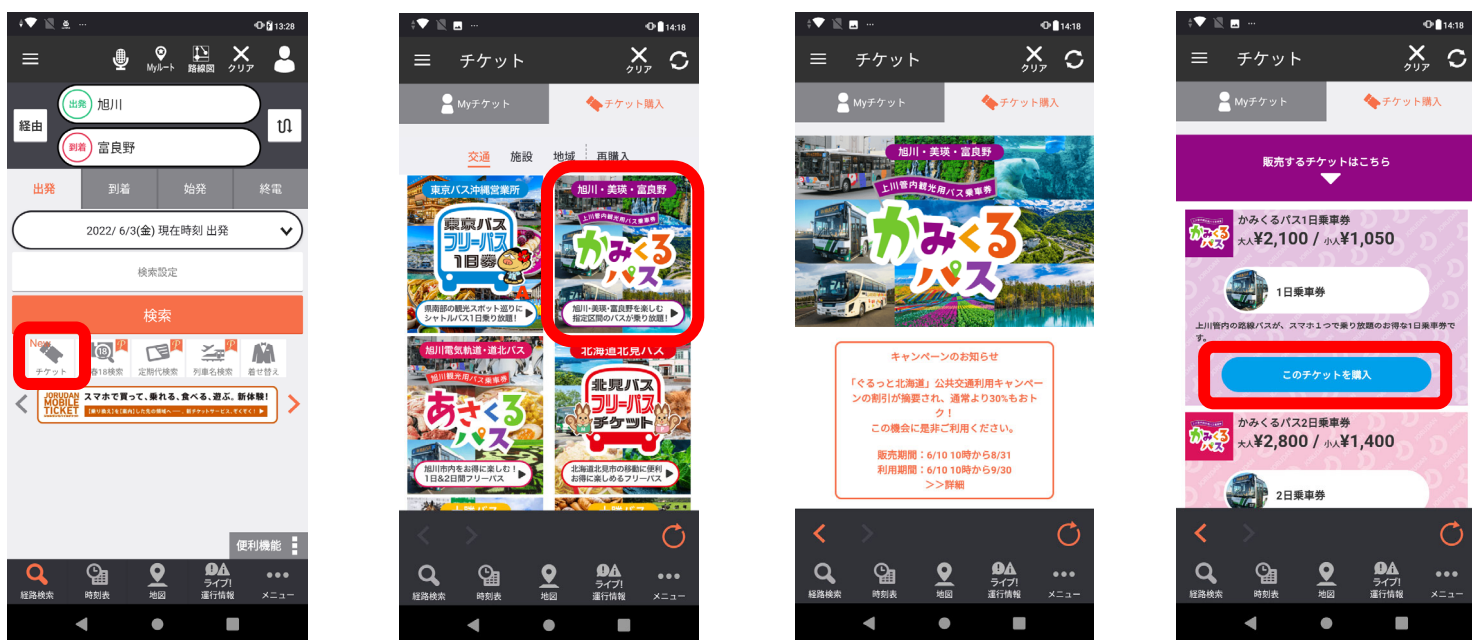 13:28
Myルート
路線図
クリア
経由
出発 旭川
到着 富良野
出発 到着 始発 終電
2022/ 6/3(金) 現在時刻 出発
検索設定
検索
New
チケット
春18検索
定期代検索
列車名検索
着せ替え
JORUDAN
MOBILE
TICKET
スマホで買って、乗れる、食べる、遊ぶ。新体験!
便利機能
経路検索 時刻表 地図 ライブ!
運行情報
メニュー
14:18
チケット
クリア
Myチケット チケット購入
交通 施設 地域 再購入
東京バス沖縄営業所
東京バス
フリーパス
1日券
県南部の観光スポット巡りに
シャトルバス1日乗り放題!
旭川・美瑛・富良野
上川管内観光用バス乗車券
かみくる
パス
旭川・美瑛・富良野を楽しむ
指定区間のバスが乗り放題!
旭川電気軌道・道北バス
旭川観光用バス乗車券
あさくる
パス
旭川市内をお得に楽しむ!
1日&2日間フリーパス
北海道北見バス
北見バス
フリーパス
チケット
北海道北見市の移動に便利
お得に楽しめるフリーパス
経路検索 時刻表 地図 ライブ!
運行情報
メニュー
14:18
チケット
クリア
Myチケット チケット購入
旭川・美瑛・富良野
上川管内観光用バス乗車券
かみくる
パス
キャンペーンのお知らせ
「ぐるっと北海道」公共交通利用キャンペー
ンの割引が摘要され、通常より30%もおト
ク!
この機会に是非ご利用ください。
販売期間:6/10 10時から8/31
利用期間:6/10 10時から9/30
>>詳細
経路検索 時刻表 地図 ライブ!
運行情報
メニュー
14:18
チケット
クリア
Myチケット チケット購入
販売するチケットはこちら
かみくる
パス
かみくるパス1日乗車券
大人¥2,100 / 小人¥1,050
1日乗車券
上川管内の路線バスが、スマホ1つで乗り放題のお得な1日乗車券で
す。
このチケットを購入
かみくる
パス
かみくるパス2日乗車券
大人¥2,800 / 小人¥1,400
2日乗車券
経路検索 時刻表 地図 ライブ!
運行情報
メニュー